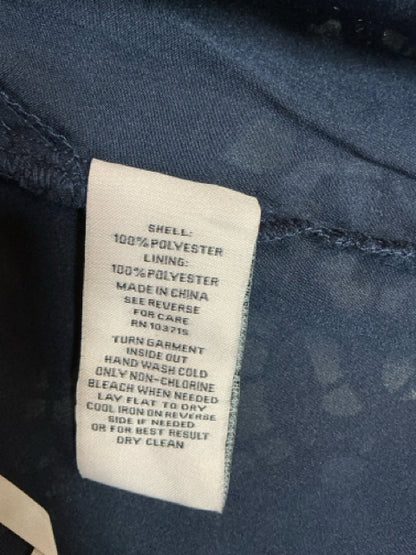 SHELL:
100% POLYESTER
LINING:
100% POLYESTER
MADE IN CHINA
SEE REVERSE
FOR CARE
RN 103715
TURN GARMENT
INSIDE OUT
HAND WASH COLD
ONLY NON-CHLORINE
BLEACH WHEN NEEDED
LAY FLAT TO DRY
COOL IRON ON REVERSE
SIDE IF NEEDED
OR FOR BEST RESULT
DRY CLEAN